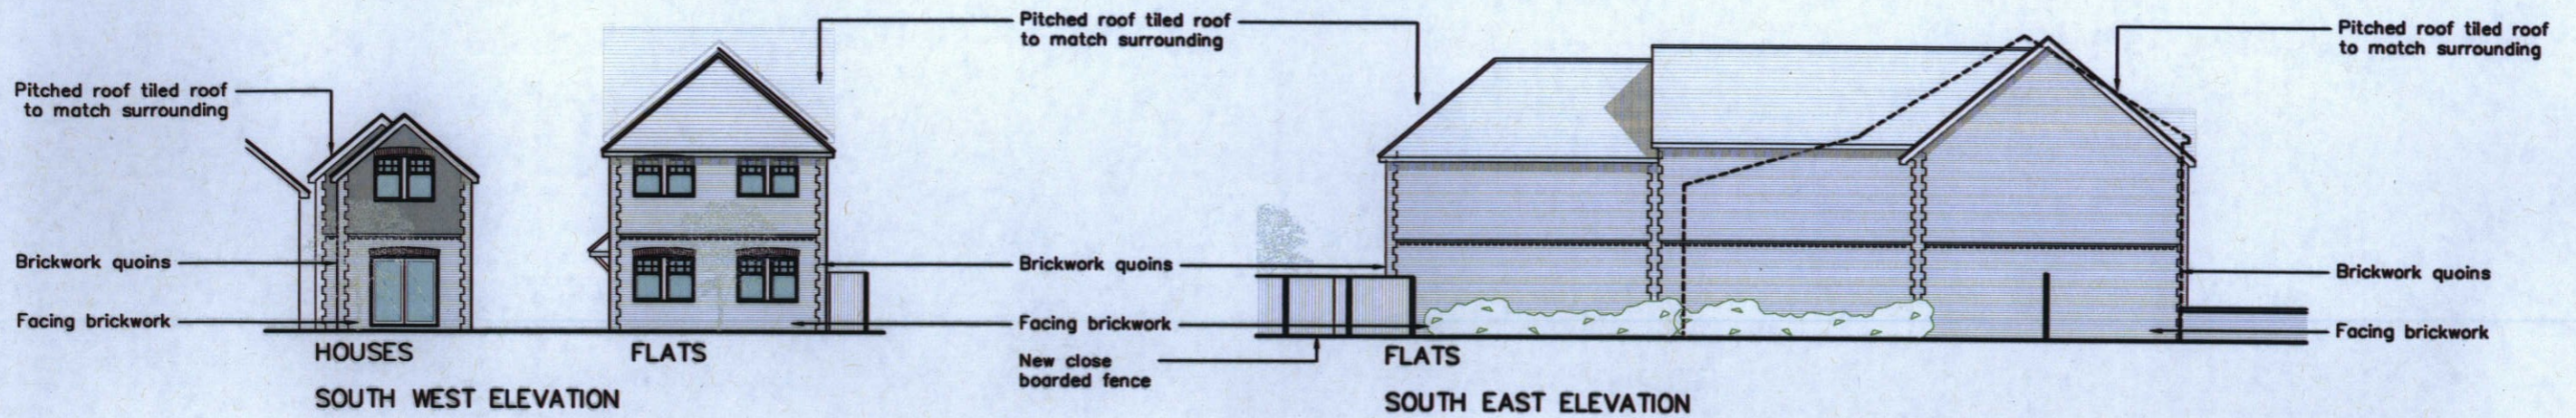 Pitched roof tiled roof
to match surrounding
Brickwork quoins
Facing brickwork
HOUSES
FLATS
SOUTH WEST ELEVATION
Pitched roof tiled roof
to match surrounding
Brickwork quoins
Facing brickwork
New close
boarded fence
FLATS
SOUTH EAST ELEVATION
Pitched roof tiled roof
to match surrounding
Brickwork quoins
Facing brickwork